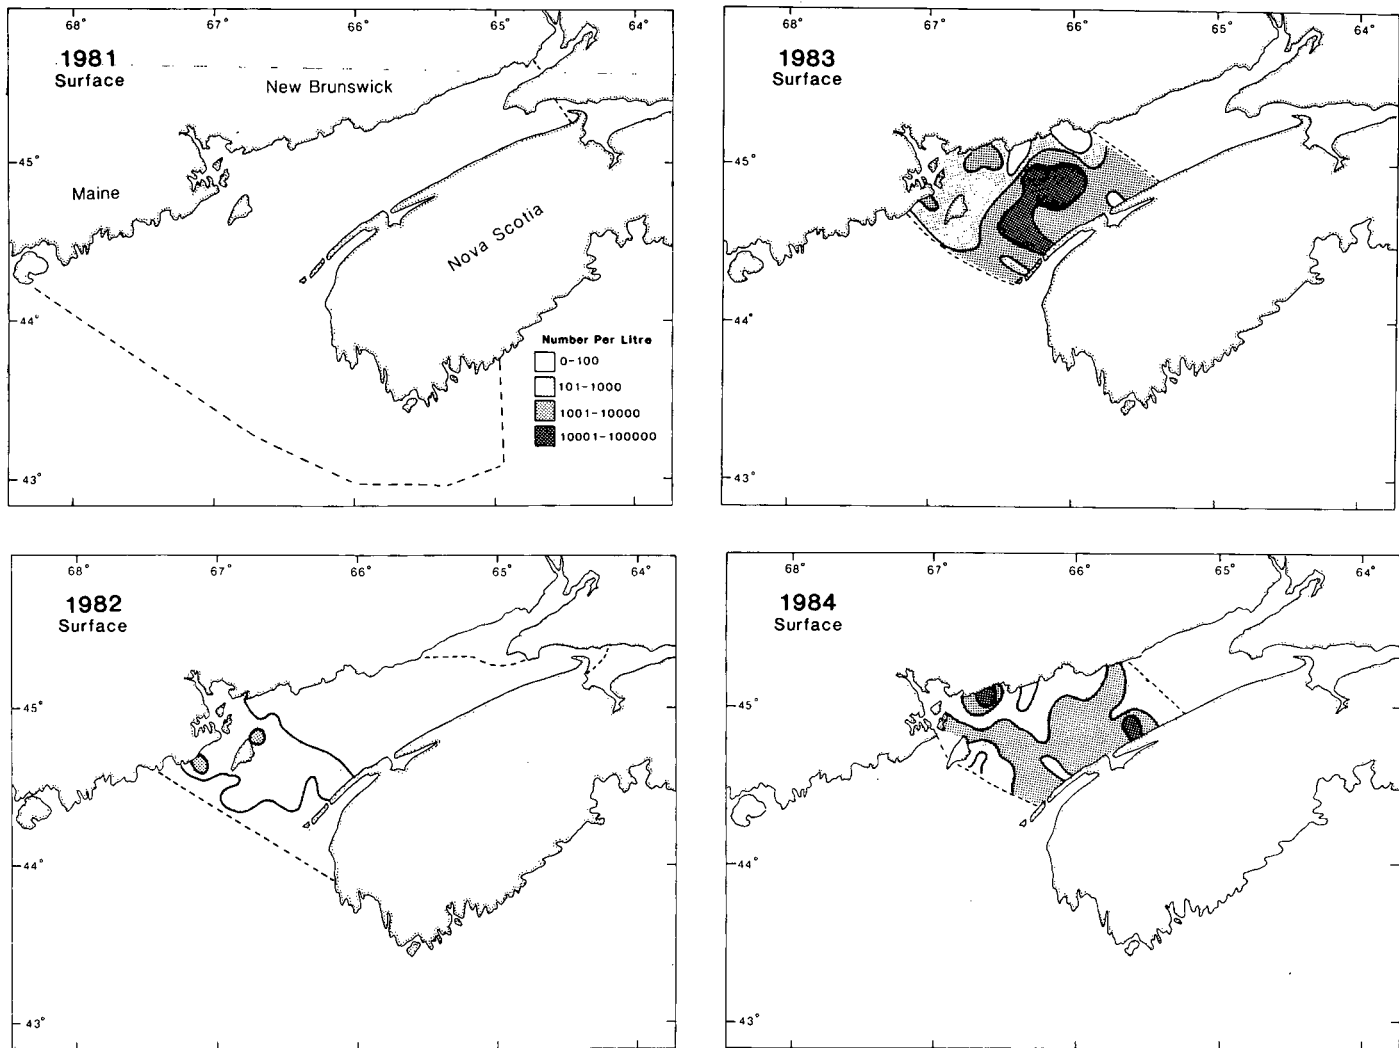 68° 67° 66° 65° 64°
1981
Surface
New Brunswick
45°
Maine
Nova Scotia
44°
Number Per Litre
0-100
101-1000
1001-10000
10001-100000
43°
68° 67° 66° 65° 64°
1983
Surface
45°
44°
43°
68° 67° 66° 65° 64°
1982
Surface
45°
44°
43°
68° 67° 66° 65° 64°
1984
Surface
45°
44°
43°